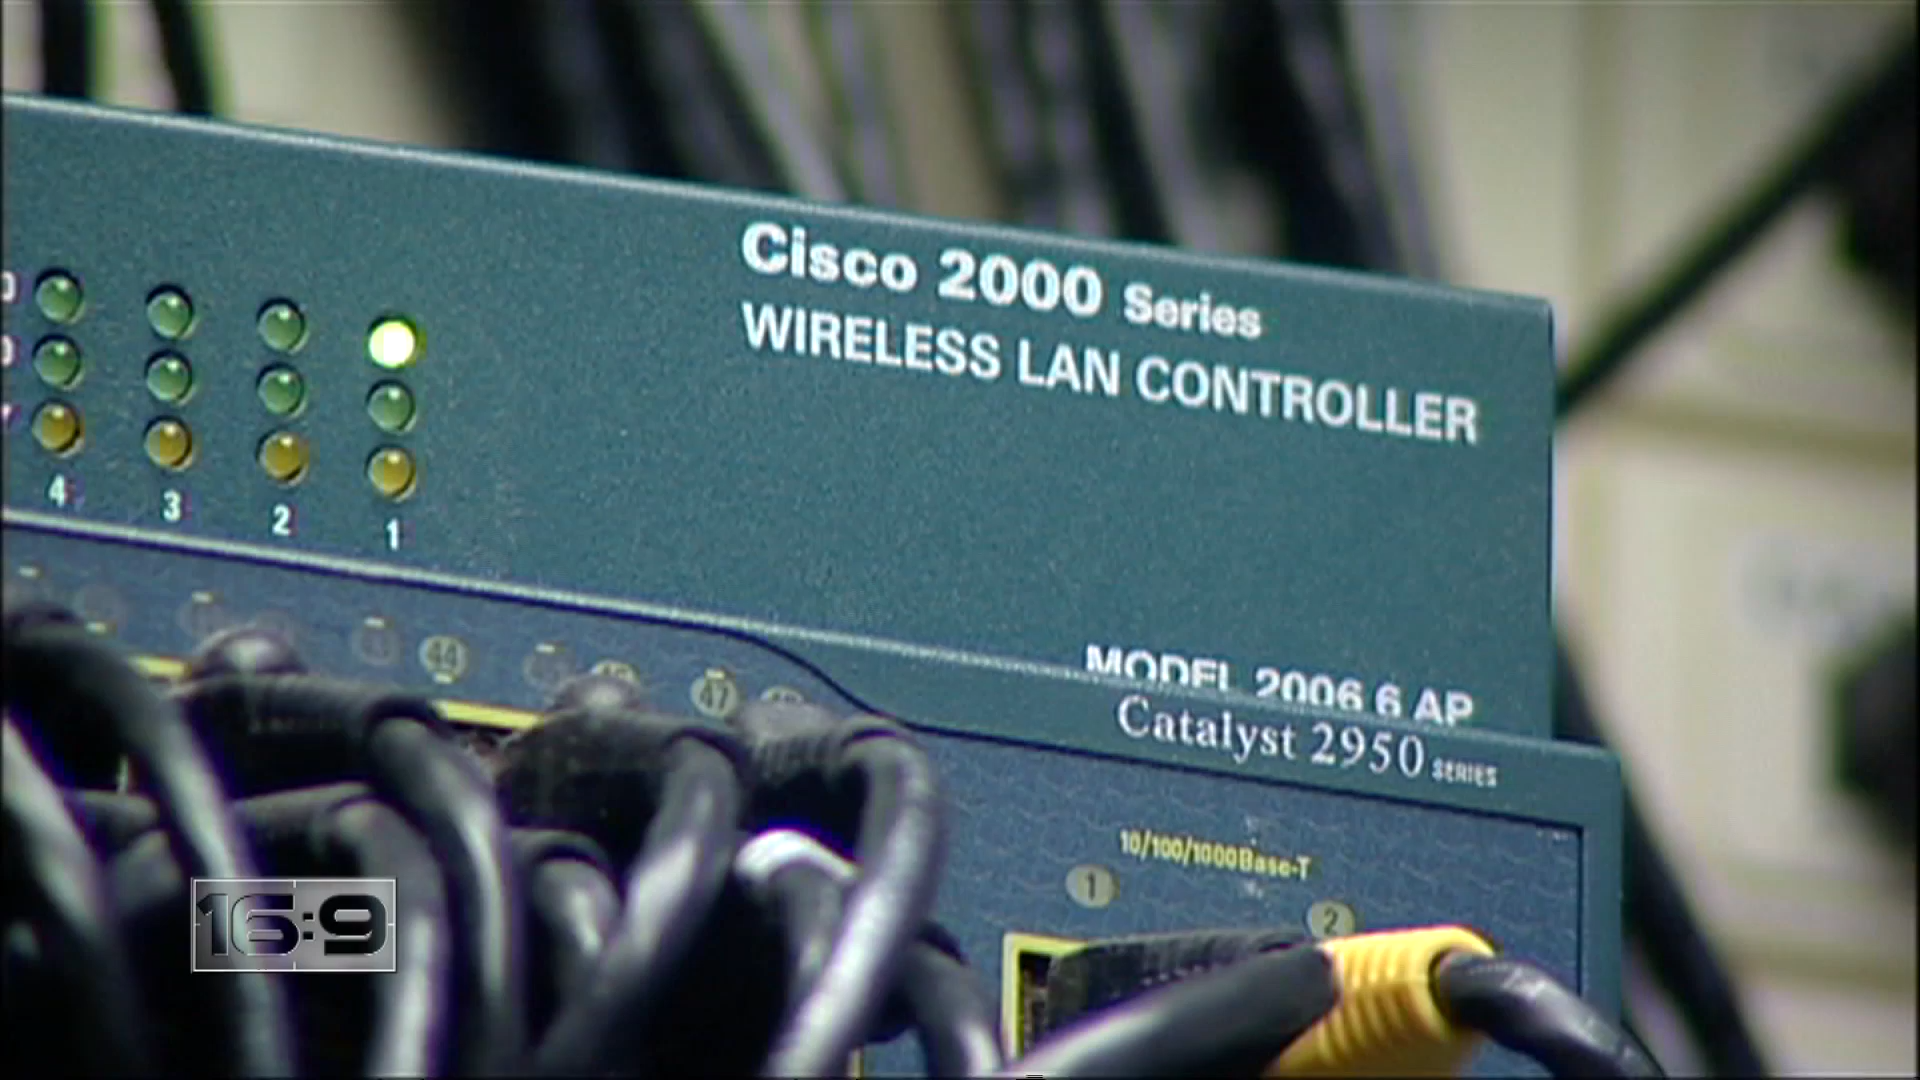 Cisco 2000 Series
WIRELESS LAN CONTROLLER
4 3 2 1
44
47
MODEL 2006 6 AP
Catalyst 2950 SERIES
10/100/1000Base-T
1
2
16:9